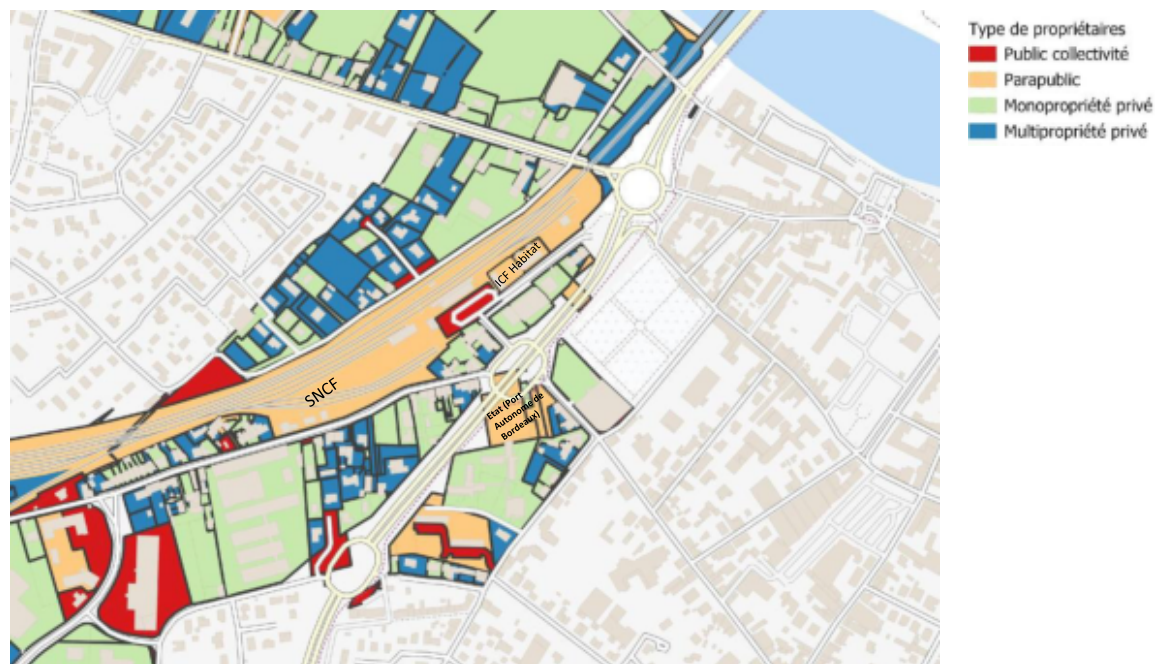 Type de propriétaires
Public collectivité
Parapublic
Monopropriété privé
Multipropriété privé
ICF Habitat
SNCF
Etat (Port
Autonome de
Bordeaux)